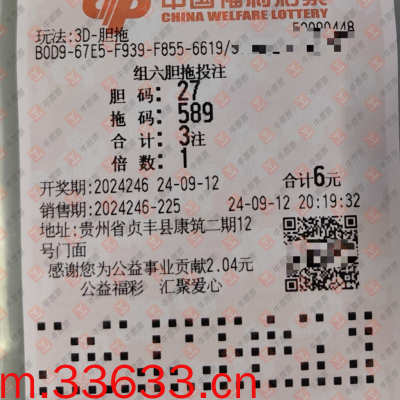 中国福利彩票
CHINA WELFARE LOTTERY
玩法:3D-胆拖
B0D9-67E5-F939-F855-6619/
组六胆拖投注
胆 码: 27
拖 码: 589
合 计: 3注
倍 数: 1
开奖期:2024246 24-09-12 合计6元
销售期:2024246-225 24-09-12 20:19:32
地址:贵州省贞丰县康筑二期12
号门面
感谢您为公益事业贡献2.04元
公益福彩 汇聚爱心
m.33633.cn